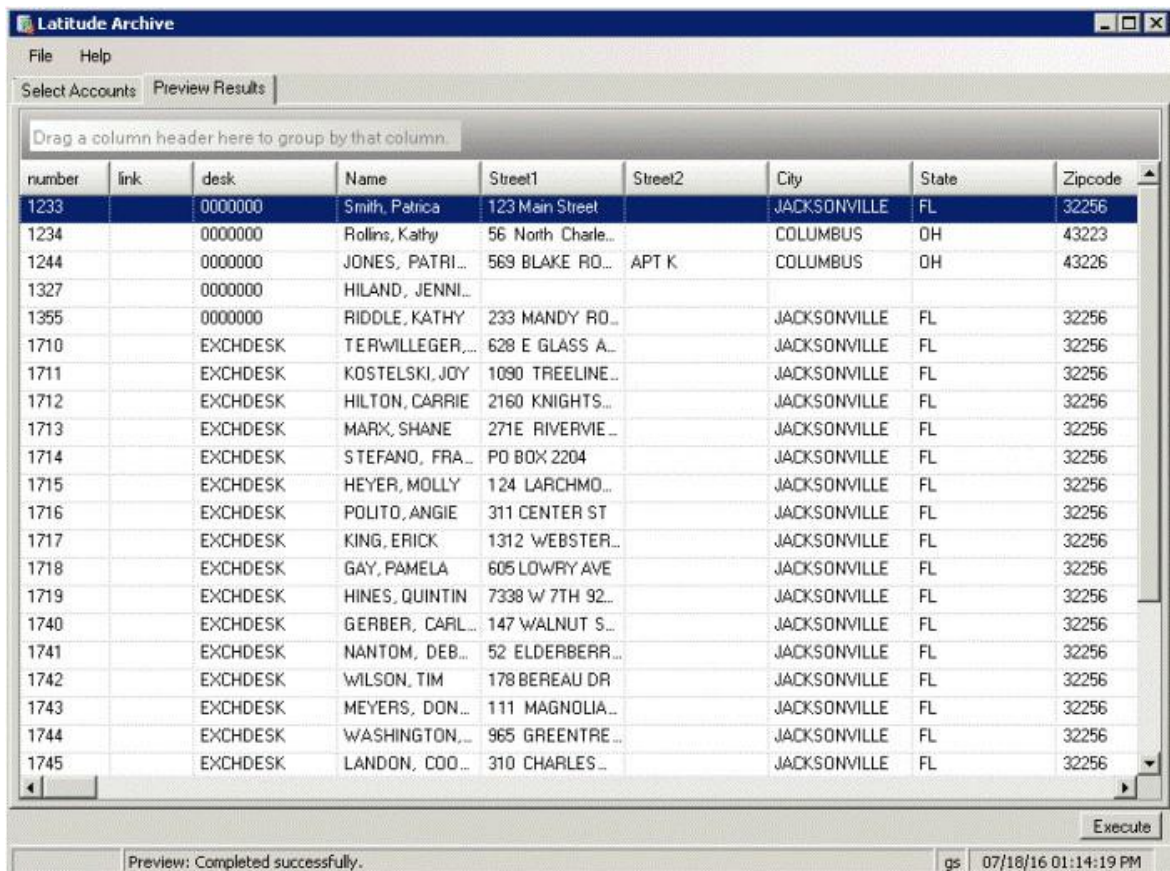 Latitude Archive
File Help
Select Accounts Preview Results
Drag a column header here to group by that column.
number link desk Name Street1 Street2 City State Zipcode
1233 0000000 Smith, Patrica 123 Main Street JACKSONVILLE FL 32256
1234 0000000 Rollins, Kathy 56 North Charle... COLUMBUS OH 43223
1244 0000000 JONES, PATRI... 569 BLAKE RO... APT K COLUMBUS OH 43226
1327 0000000 HILAND, JENNI...
1355 0000000 RIDDLE, KATHY 233 MANDY RO... JACKSONVILLE FL 32256
1710 EXCHDESK TERWILLEGER,... 628 E GLASS A... JACKSONVILLE FL 32256
1711 EXCHDESK KOSTELSKI, JOY 1090 TREELINE... JACKSONVILLE FL 32256
1712 EXCHDESK HILTON, CARRIE 2160 KNIGHTS... JACKSONVILLE FL 32256
1713 EXCHDESK MARX, SHANE 271E RIVERVIE... JACKSONVILLE FL 32256
1714 EXCHDESK STEFANO, FRA... PO BOX 2204 JACKSONVILLE FL 32256
1715 EXCHDESK HEYER, MOLLY 124 LARCHMO... JACKSONVILLE FL 32256
1716 EXCHDESK POLITO, ANGIE 311 CENTER ST JACKSONVILLE FL 32256
1717 EXCHDESK KING, ERICK 1312 WEBSTER... JACKSONVILLE FL 32256
1718 EXCHDESK GAY, PAMELA 605 LOWRY AVE JACKSONVILLE FL 32256
1719 EXCHDESK HINES, QUINTIN 7338 W 7TH 92... JACKSONVILLE FL 32256
1740 EXCHDESK GERBER, CARL... 147 WALNUT S... JACKSONVILLE FL 32256
1741 EXCHDESK NANTOM, DEB... 52 ELDERBERR... JACKSONVILLE FL 32256
1742 EXCHDESK WILSON, TIM 178 BEREAU DR JACKSONVILLE FL 32256
1743 EXCHDESK MEYERS, DON... 111 MAGNOLIA... JACKSONVILLE FL 32256
1744 EXCHDESK WASHINGTON,... 965 GREENTRE... JACKSONVILLE FL 32256
1745 EXCHDESK LANDON, COO... 310 CHARLES... JACKSONVILLE FL 32256
Execute
Preview: Completed successfully. gs 07/18/16 01:14:19 PM